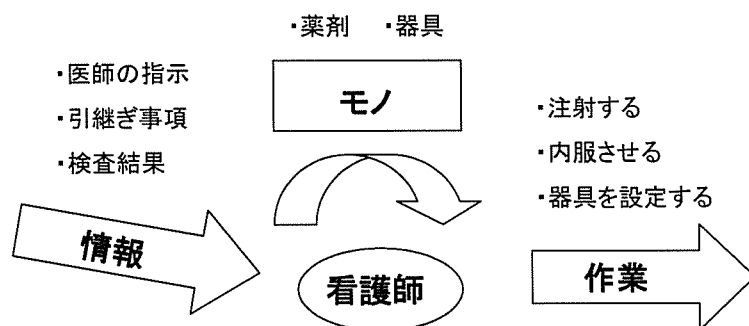 ・薬剤 ・器具
・医師の指示
・引継ぎ事項
・検査結果
モノ
・注射する
・内服させる
・器具を設定する
情報
看護師
作業